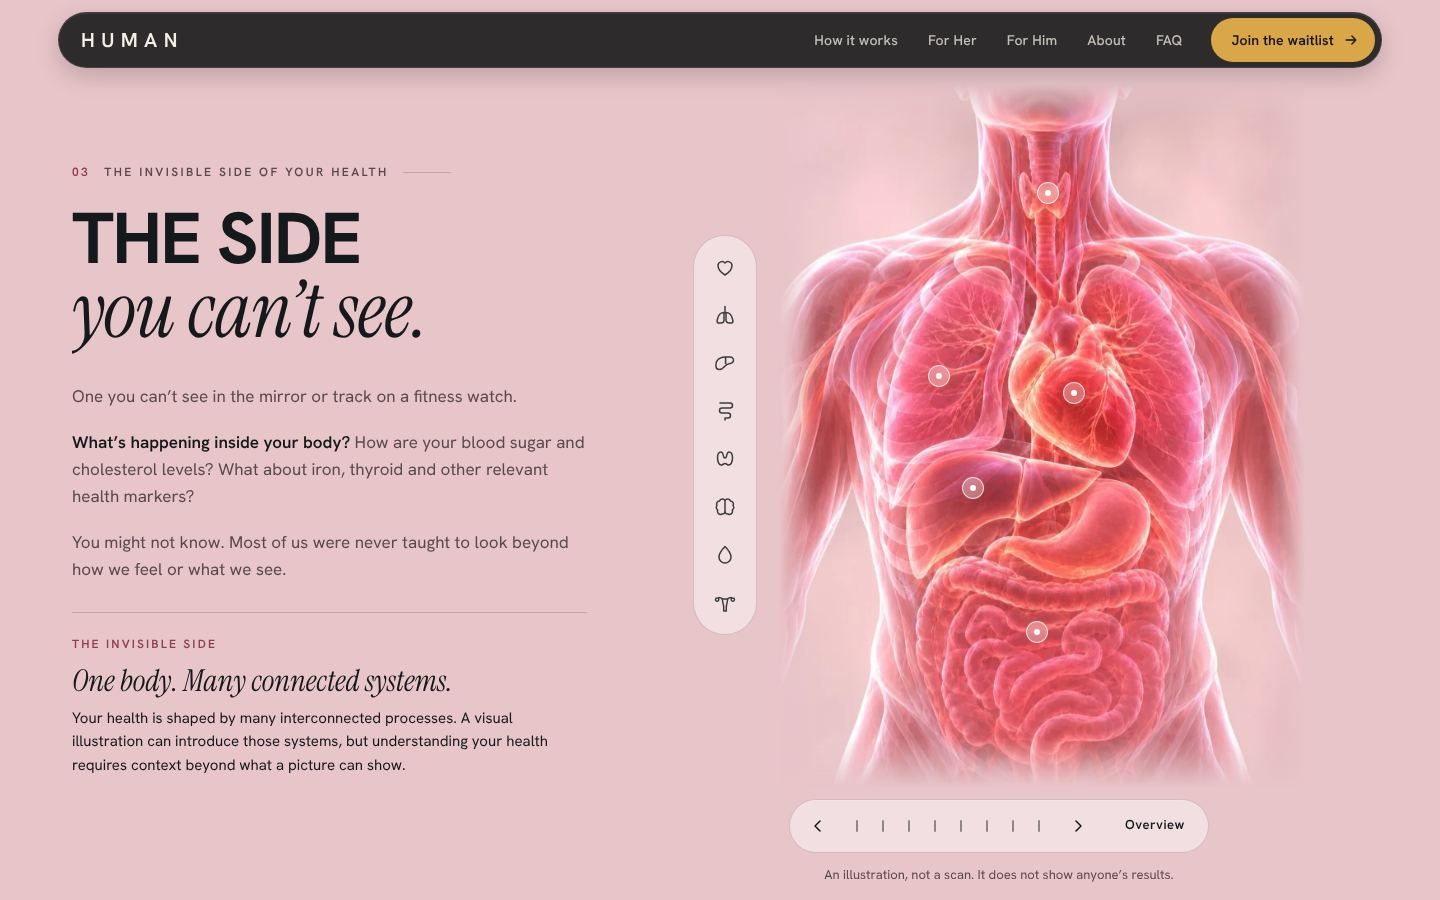 HUMAN
How it works
For Her
For Him
About
FAQ
Join the waitlist →
03 THE INVISIBLE SIDE OF YOUR HEALTH
THE SIDE
you can’t see.
One you can’t see in the mirror or track on a fitness watch.
What’s happening inside your body? How are your blood sugar and
cholesterol levels? What about iron, thyroid and other relevant
health markers?
You might not know. Most of us were never taught to look beyond
how we feel or what we see.
THE INVISIBLE SIDE
One body. Many connected systems.
Your health is shaped by many interconnected processes. A visual
illustration can introduce those systems, but understanding your health
requires context beyond what a picture can show.
Overview
An illustration, not a scan. It does not show anyone’s results.